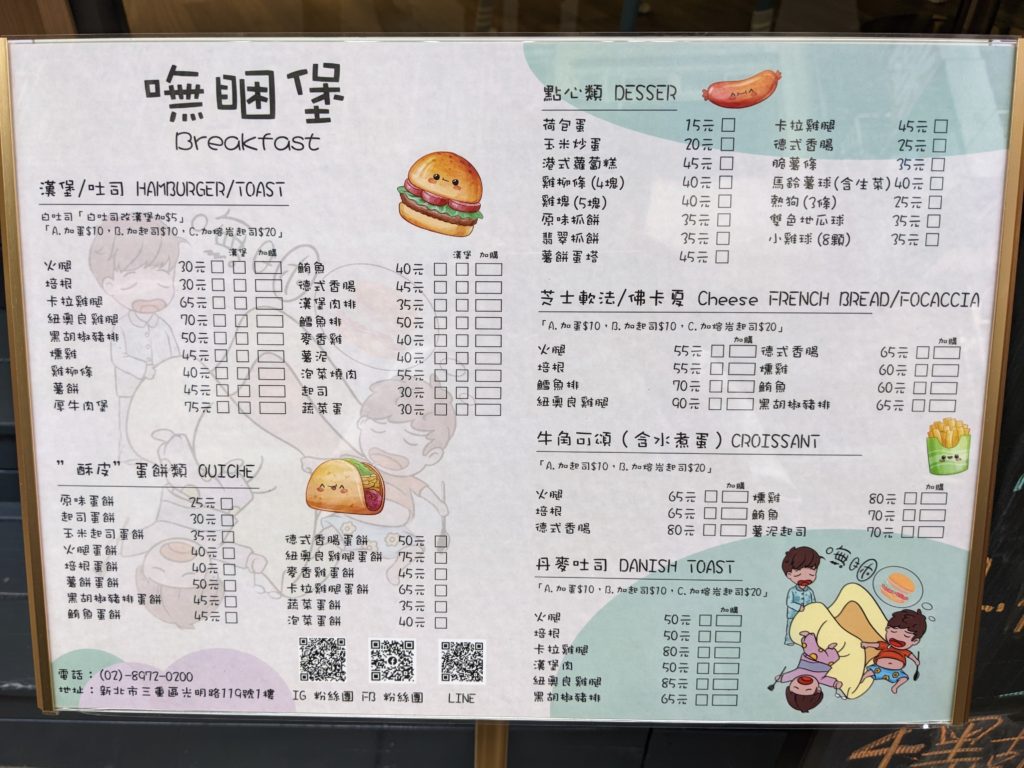 嘸睏堡
Breakfast
漢堡/吐司 HAMBURGER/TOAST
白吐司「白吐司改漢堡加$5」
「A.加蛋$10，B.加起司$10，C.加熔岩起司$20」
漢堡 加購
火腿 30元
培根 30元
卡拉雞腿 65元
紐奧良雞腿 70元
黑胡椒豬排 50元
燻雞 45元
雞柳條 40元
薯餅 45元
厚牛肉堡 75元
漢堡 加購
鮪魚 40元
德式香腸 45元
漢堡肉排 35元
鱈魚排 50元
麥香雞 40元
薯泥 40元
泡菜燒肉 55元
起司 30元
蔬菜蛋 30元
”酥皮”蛋餅類 QUICHE
原味蛋餅 25元
起司蛋餅 30元
玉米起司蛋餅 35元
火腿蛋餅 40元
培根蛋餅 40元
薯餅蛋餅 50元
黑胡椒豬排蛋餅 45元
鮪魚蛋餅 45元
德式香腸蛋餅 50元
紐奧良雞腿蛋餅 75元
麥香雞蛋餅 45元
卡拉雞腿蛋餅 65元
蔬菜蛋餅 35元
泡菜蛋餅 40元
電話：(02)-8972-0200
地址：新北市三重區光明路119號1樓
IG 粉絲團 FB 粉絲團 LINE
點心類 DESSER
荷包蛋 15元
玉米炒蛋 20元
港式蘿蔔糕 45元
雞柳條(4塊) 40元
雞塊(5塊) 40元
原味抓餅 35元
翡翠抓餅 35元
薯餅蛋塔 45元
卡拉雞腿 45元
德式香腸 25元
脆薯條 35元
馬鈴薯球(含生菜) 40元
熱狗(3條) 25元
雙色地瓜球 35元
小雞球(8顆) 35元
芝士軟法/佛卡夏 Cheese FRENCH BREAD/FOCACCIA
「A.加蛋$10，B.加起司$10，C.加熔岩起司$20」
加購
火腿 55元
培根 55元
鱈魚排 70元
紐奧良雞腿 90元
加購
德式香腸 65元
燻雞 60元
鮪魚 60元
黑胡椒豬排 65元
牛角可頌(含水煮蛋) CROISSANT
「A.加起司$10，B.加熔岩起司$20」
加購
火腿 65元
培根 65元
德式香腸 80元
加購
燻雞 80元
鮪魚 70元
薯泥起司 70元
丹麥吐司 DANISH TOAST
「A.加蛋$10，B.加起司$10，C.加熔岩起司$20」
加購
火腿 50元
培根 50元
卡拉雞腿 80元
漢堡肉 50元
紐奧良雞腿 85元
黑胡椒豬排 65元
嘸睏